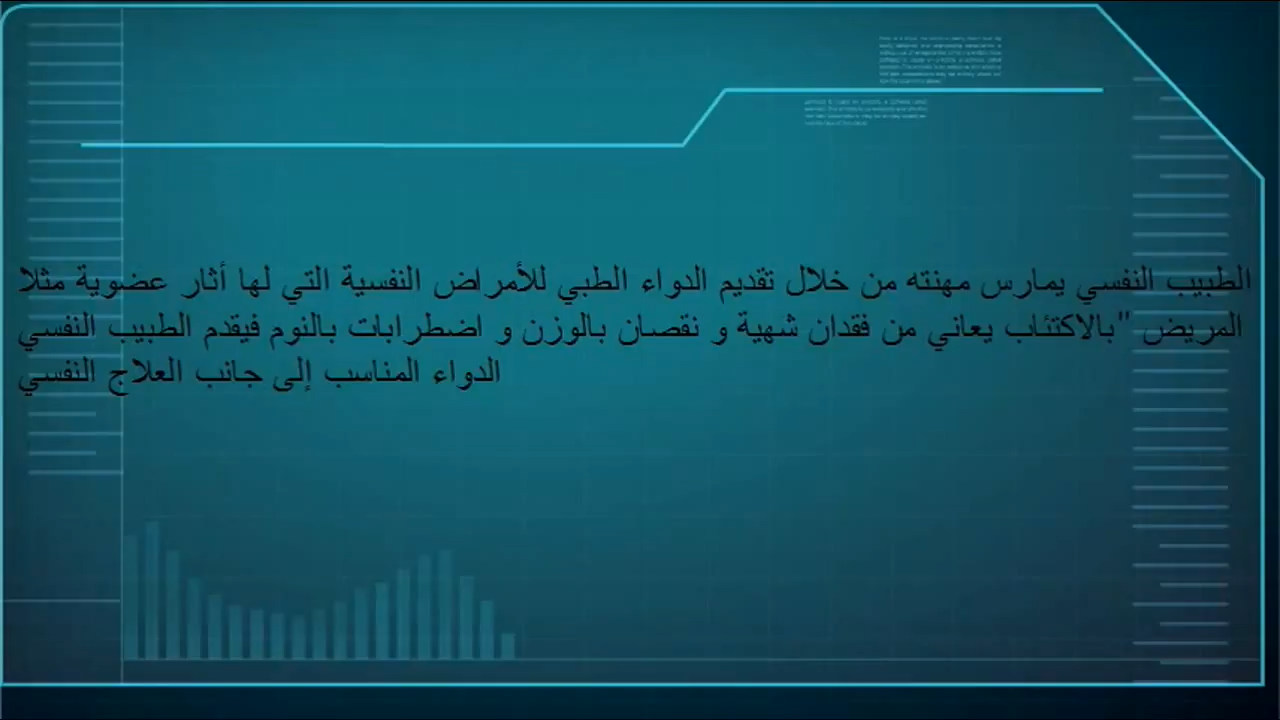 الطبيب النفسي يمارس مهنته من خلال تقديم الدواء الطبي للأمراض النفسية التي لها أثار عضوية مثلا
المريض "بالاكتئاب يعاني من فقدان شهية و نقصان بالوزن و اضطرابات بالنوم فيقدم الطبيب النفسي
الدواء المناسب إلى جانب العلاج النفسي